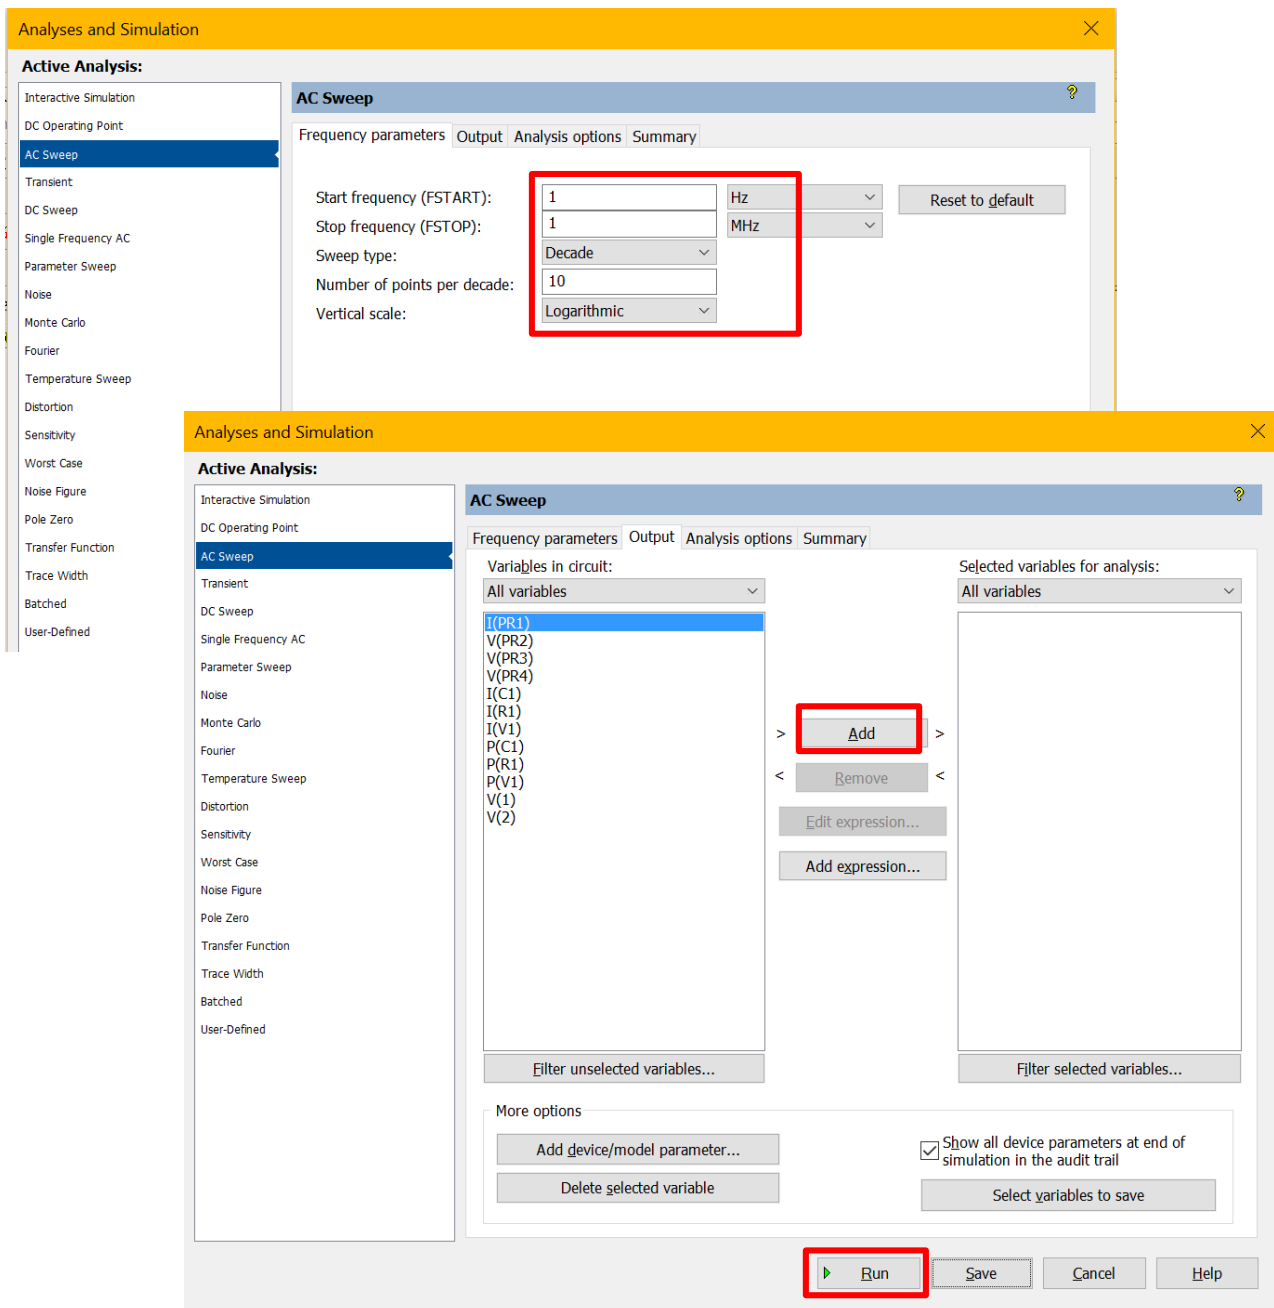 Analyses and Simulation
Active Analysis:
Interactive Simulation
DC Operating Point
AC Sweep
Transient
DC Sweep
Single Frequency AC
Parameter Sweep
Noise
Monte Carlo
Fourier
Temperature Sweep
Distortion
Sensitivity
Worst Case
Noise Figure
Pole Zero
Transfer Function
Trace Width
Batched
User-Defined
AC Sweep
?
Frequency parameters Output Analysis options Summary
Start frequency (FSTART): 1 Hz Reset to default
Stop frequency (FSTOP): 1 MHz
Sweep type: Decade
Number of points per decade: 10
Vertical scale: Logarithmic
Analyses and Simulation
Active Analysis:
Interactive Simulation
DC Operating Point
AC Sweep
Transient
DC Sweep
Single Frequency AC
Parameter Sweep
Noise
Monte Carlo
Fourier
Temperature Sweep
Distortion
Sensitivity
Worst Case
Noise Figure
Pole Zero
Transfer Function
Trace Width
Batched
User-Defined
AC Sweep
?
Frequency parameters Output Analysis options Summary
Variables in circuit:
All variables
I(PR1)
V(PR2)
V(PR3)
V(PR4)
I(C1)
I(R1)
I(V1)
P(C1)
P(R1)
P(V1)
V(1)
V(2)
Filter unselected variables...
> Add >
< Remove <
Edit expression...
Add expression...
Selected variables for analysis:
All variables
Filter selected variables...
More options
Add device/model parameter...
Delete selected variable
Show all device parameters at end of
simulation in the audit trail
Select variables to save
Run Save Cancel Help